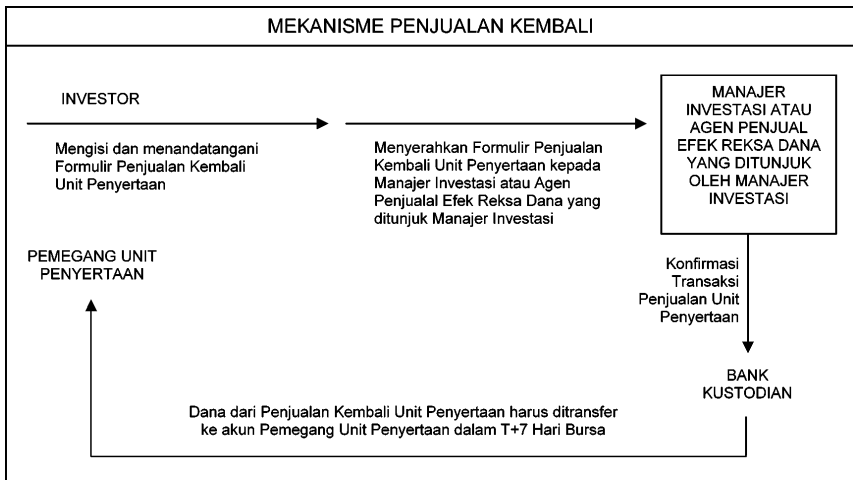 MEKANISME PENJUALAN KEMBALI
INVESTOR
Mengisi dan menandatangani
Formulir Penjualan Kembali
Unit Penyertaan
Menyerahkan Formulir Penjualan
Kembali Unit Penyertaan kepada
Manajer Investasi atau Agen
Penjualal Efek Reksa Dana yang
ditunjuk Manajer Investasi
MANAJER
INVESTASI ATAU
AGEN PENJUAL
EFEK REKSA DANA
YANG DITUNJUK
OLEH MANAJER
INVESTASI
PEMEGANG UNIT
PENYERTAAN
Konfirmasi
Transaksi
Penjualan Unit
Penyertaan
BANK
KUSTODIAN
Dana dari Penjualan Kembali Unit Penyertaan harus ditransfer
ke akun Pemegang Unit Penyertaan dalam T+7 Hari Bursa